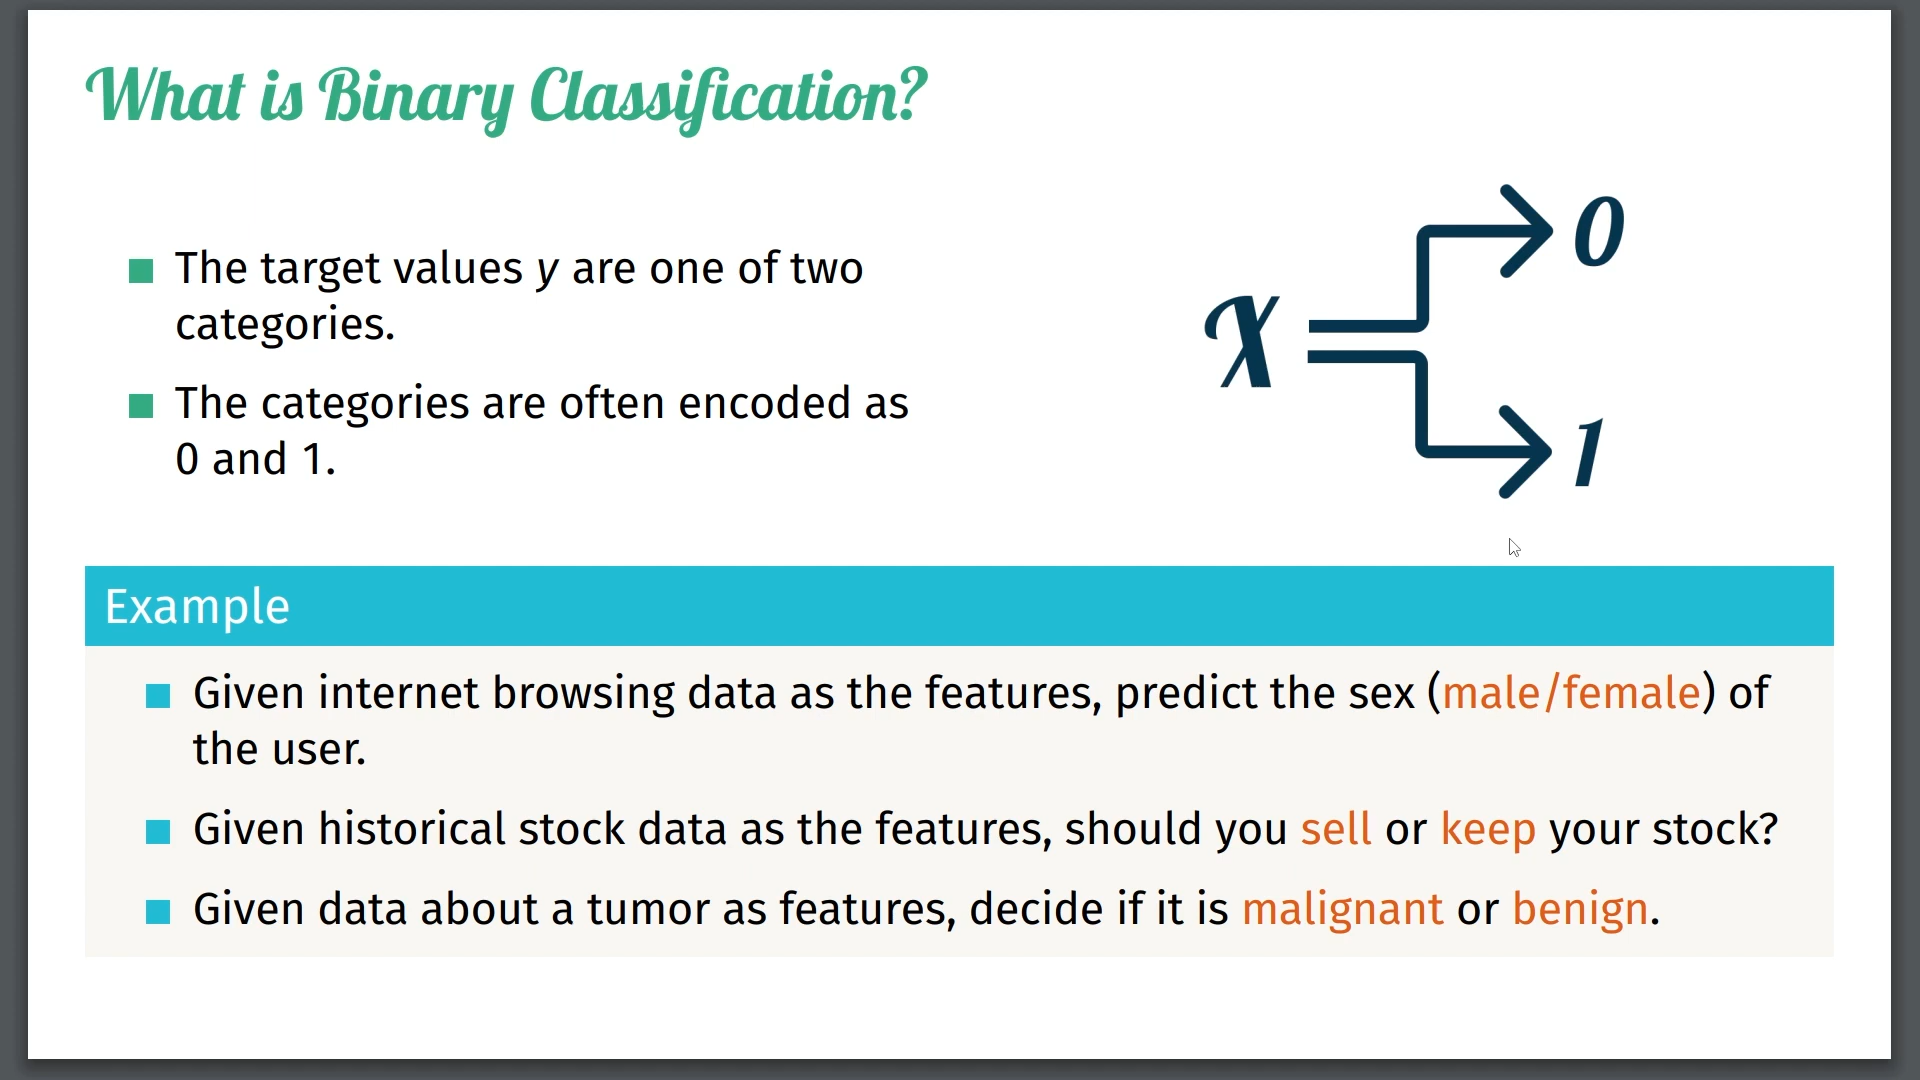 What is Binary Classification?
The target values y are one of two
categories.
The categories are often encoded as
0 and 1.
X
0
1
Example
Given internet browsing data as the features, predict the sex (male/female) of
the user.
Given historical stock data as the features, should you sell or keep your stock?
Given data about a tumor as features, decide if it is malignant or benign.